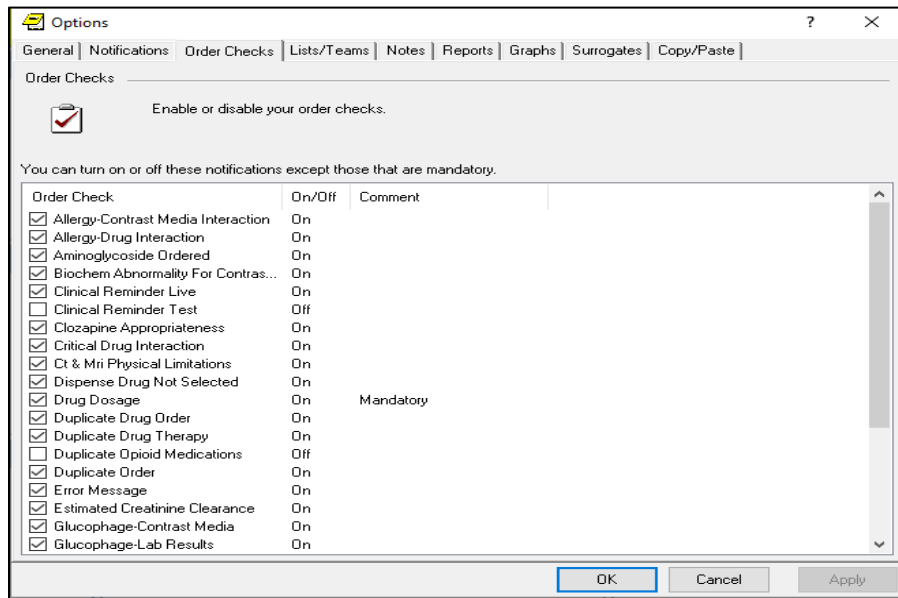 Options ? ×
General Notifications Order Checks Lists/Teams Notes Reports Graphs Surrogates Copy/Paste
Order Checks
Enable or disable your order checks.
You can turn on or off these notifications except those that are mandatory.
Order Check On/Off Comment
Allergy-Contrast Media Interaction On
Allergy-Drug Interaction On
Aminoglycoside Ordered On
Biochem Abnormality For Contras... On
Clinical Reminder Live On
Clinical Reminder Test Off
Clozapine Appropriateness On
Critical Drug Interaction On
Ct & Mri Physical Limitations On
Dispense Drug Not Selected On
Drug Dosage On Mandatory
Duplicate Drug Order On
Duplicate Drug Therapy On
Duplicate Opioid Medications Off
Duplicate Order On
Error Message On
Estimated Creatinine Clearance On
Glucophage-Contrast Media On
Glucophage-Lab Results On
OK Cancel Apply